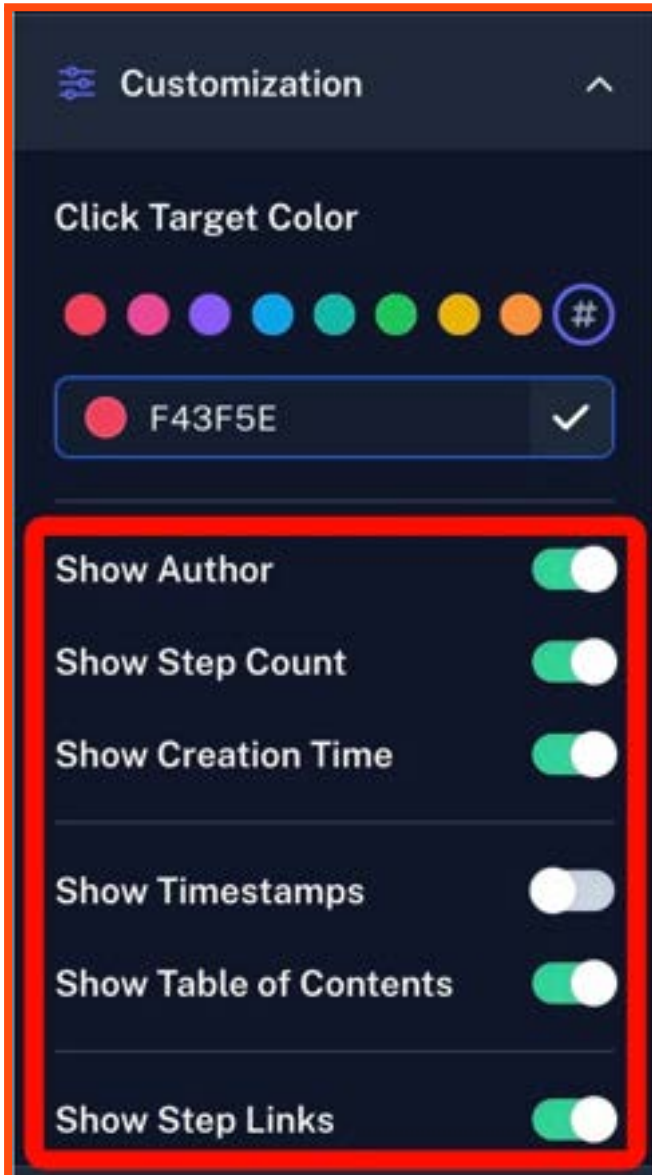 Customization
Click Target Color
#
F43F5E
Show Author
Show Step Count
Show Creation Time
Show Timestamps
Show Table of Contents
Show Step Links